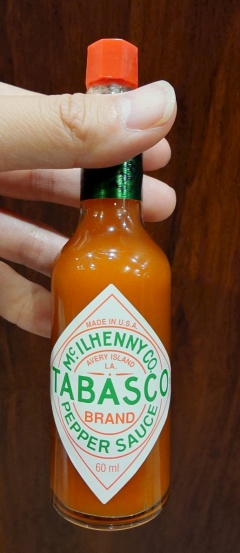 MADE IN U.S.A.
McILHENNY CO.
AVERY ISLAND
LA.
TABASCO
BRAND
PEPPER SAUCE
60 ml